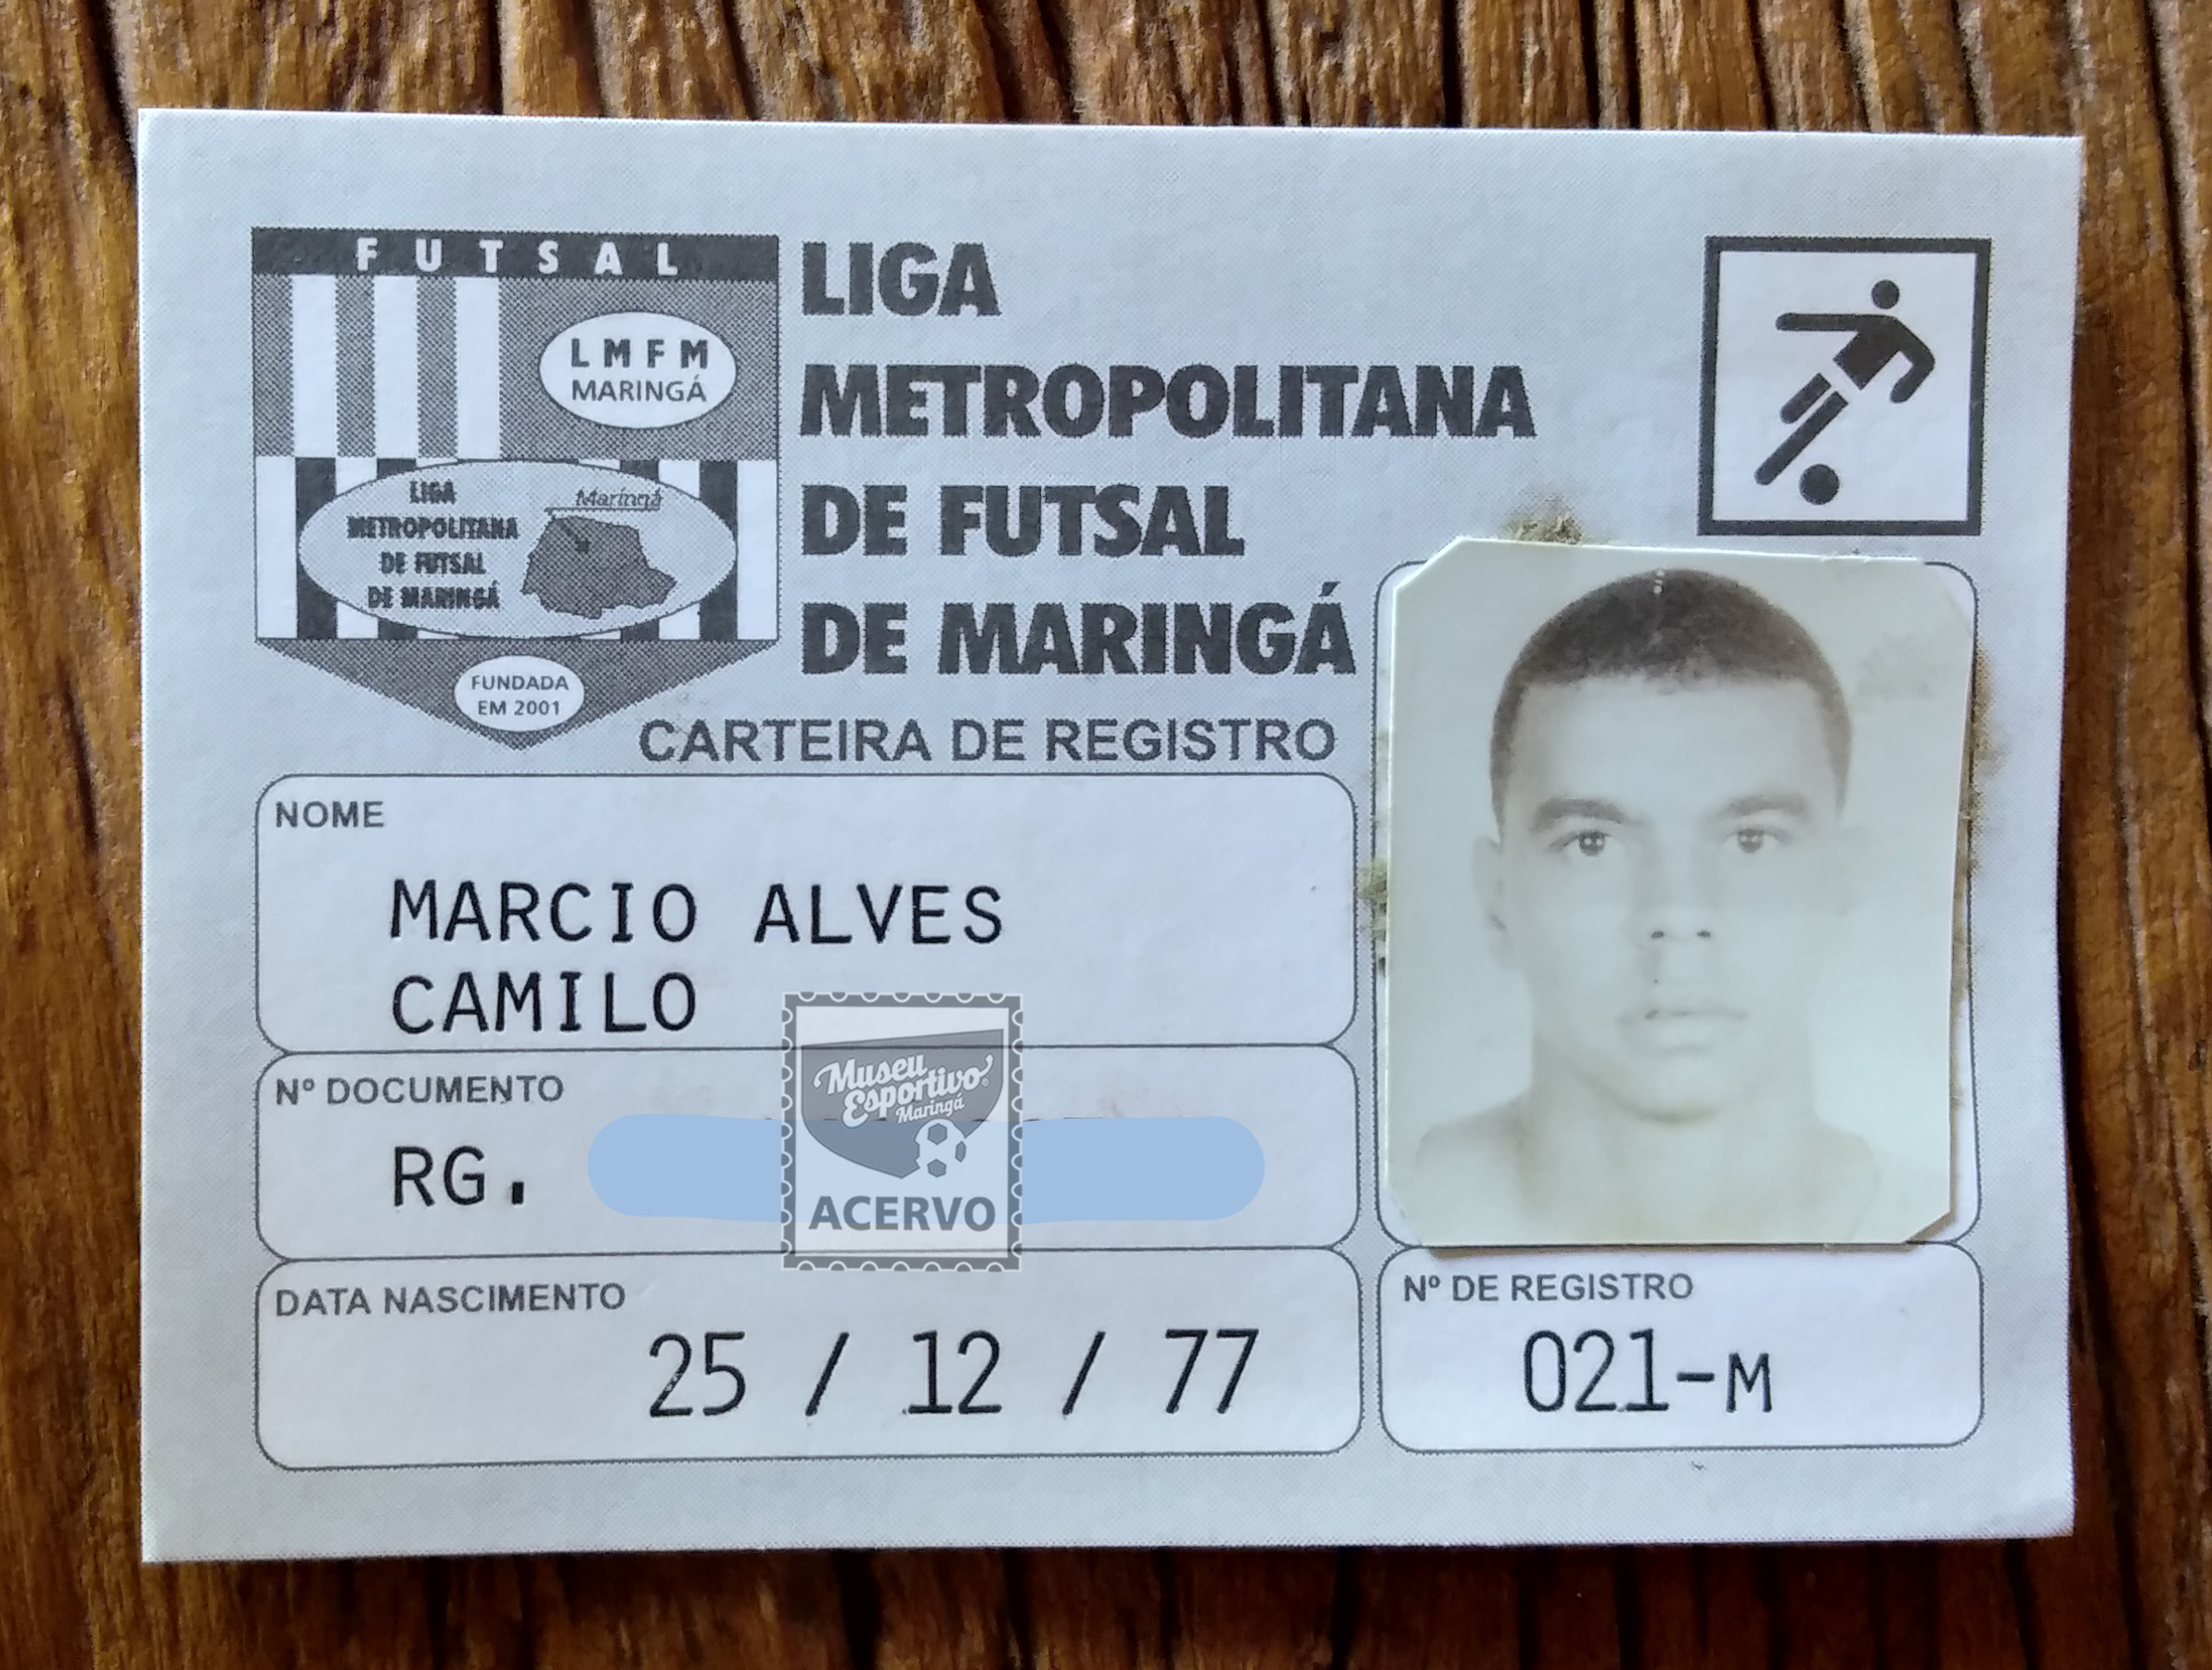 FUTSAL
LMFM
MARINGÁ
LIGA
METROPOLITANA
DE FUTSAL
DE MARINGÁ
Maringá
FUNDADA
EM 2001
LIGA
METROPOLITANA
DE FUTSAL
DE MARINGÁ
CARTEIRA DE REGISTRO
NOME
MARCIO ALVES
CAMILO
Nº DOCUMENTO
RG.
Museu
Esportivo
Maringá
ACERVO
DATA NASCIMENTO
25 / 12 / 77
Nº DE REGISTRO
021-M